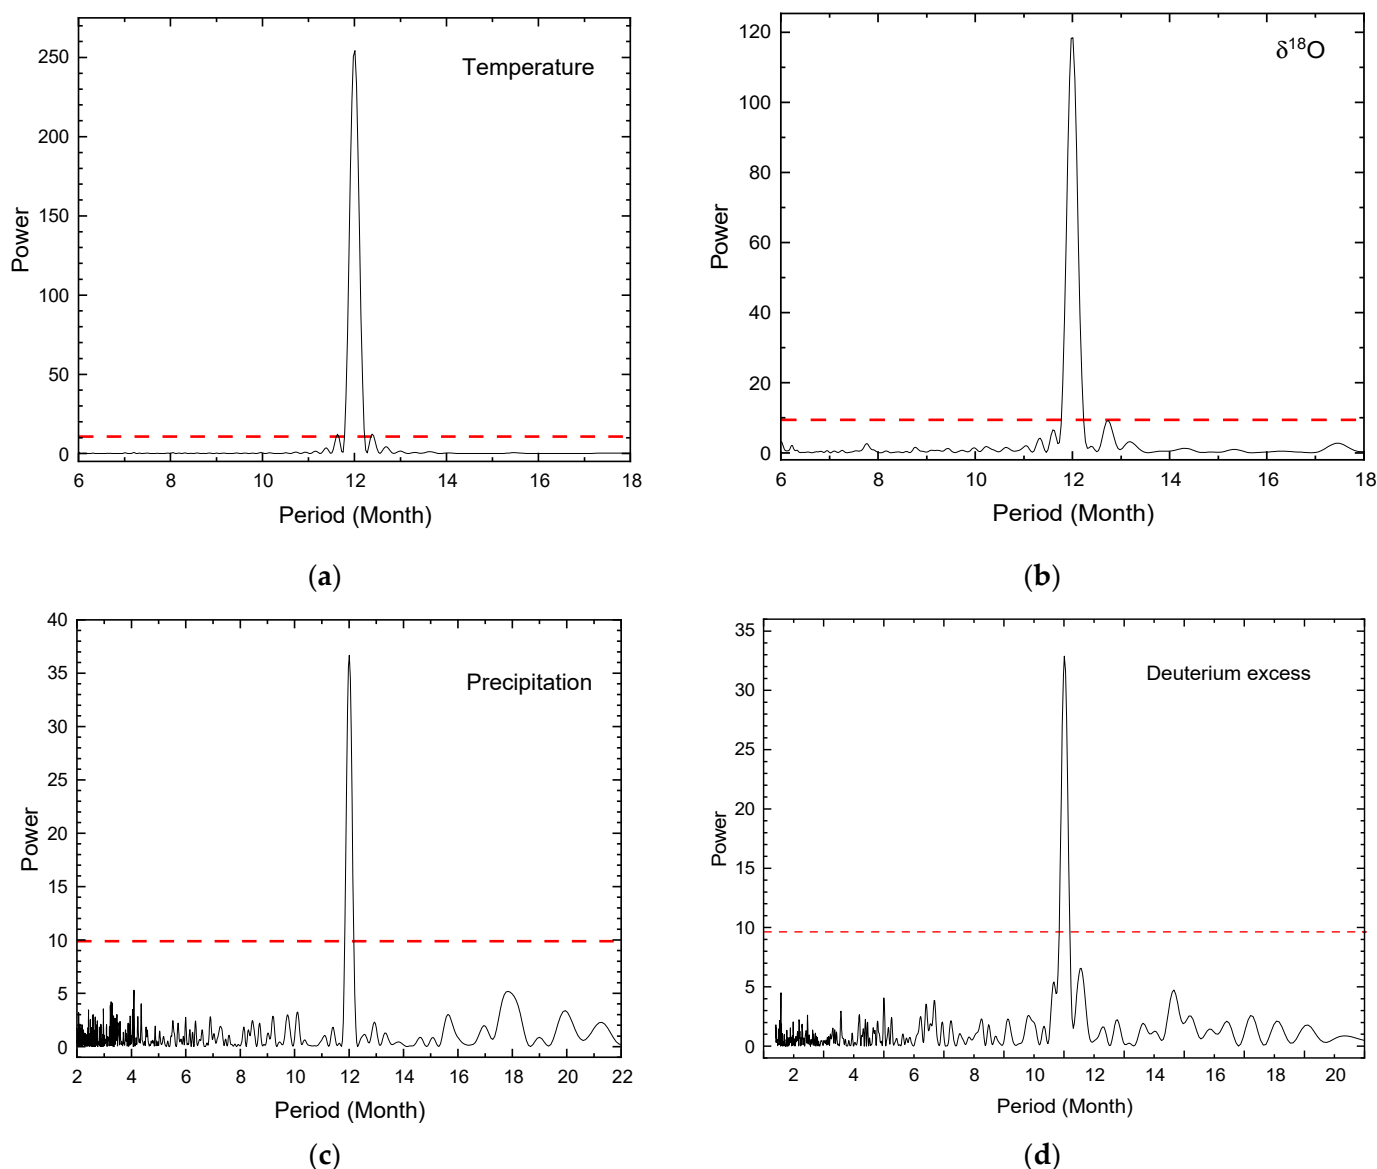 Temperature
Power
250
200
150
100
50
0
6 8 10 12 14 16 18
Period (Month)
(a)
δ18O
Power
120
100
80
60
40
20
0
6 8 10 12 14 16 18
Period (Month)
(b)
Precipitation
Power
40
35
30
25
20
15
10
5
0
2 4 6 8 10 12 14 16 18 20 22
Period (Month)
(c)
Deuterium excess
Power
35
30
25
20
15
10
5
0
2 4 6 8 10 12 14 16 18 20
Period (Month)
(d)